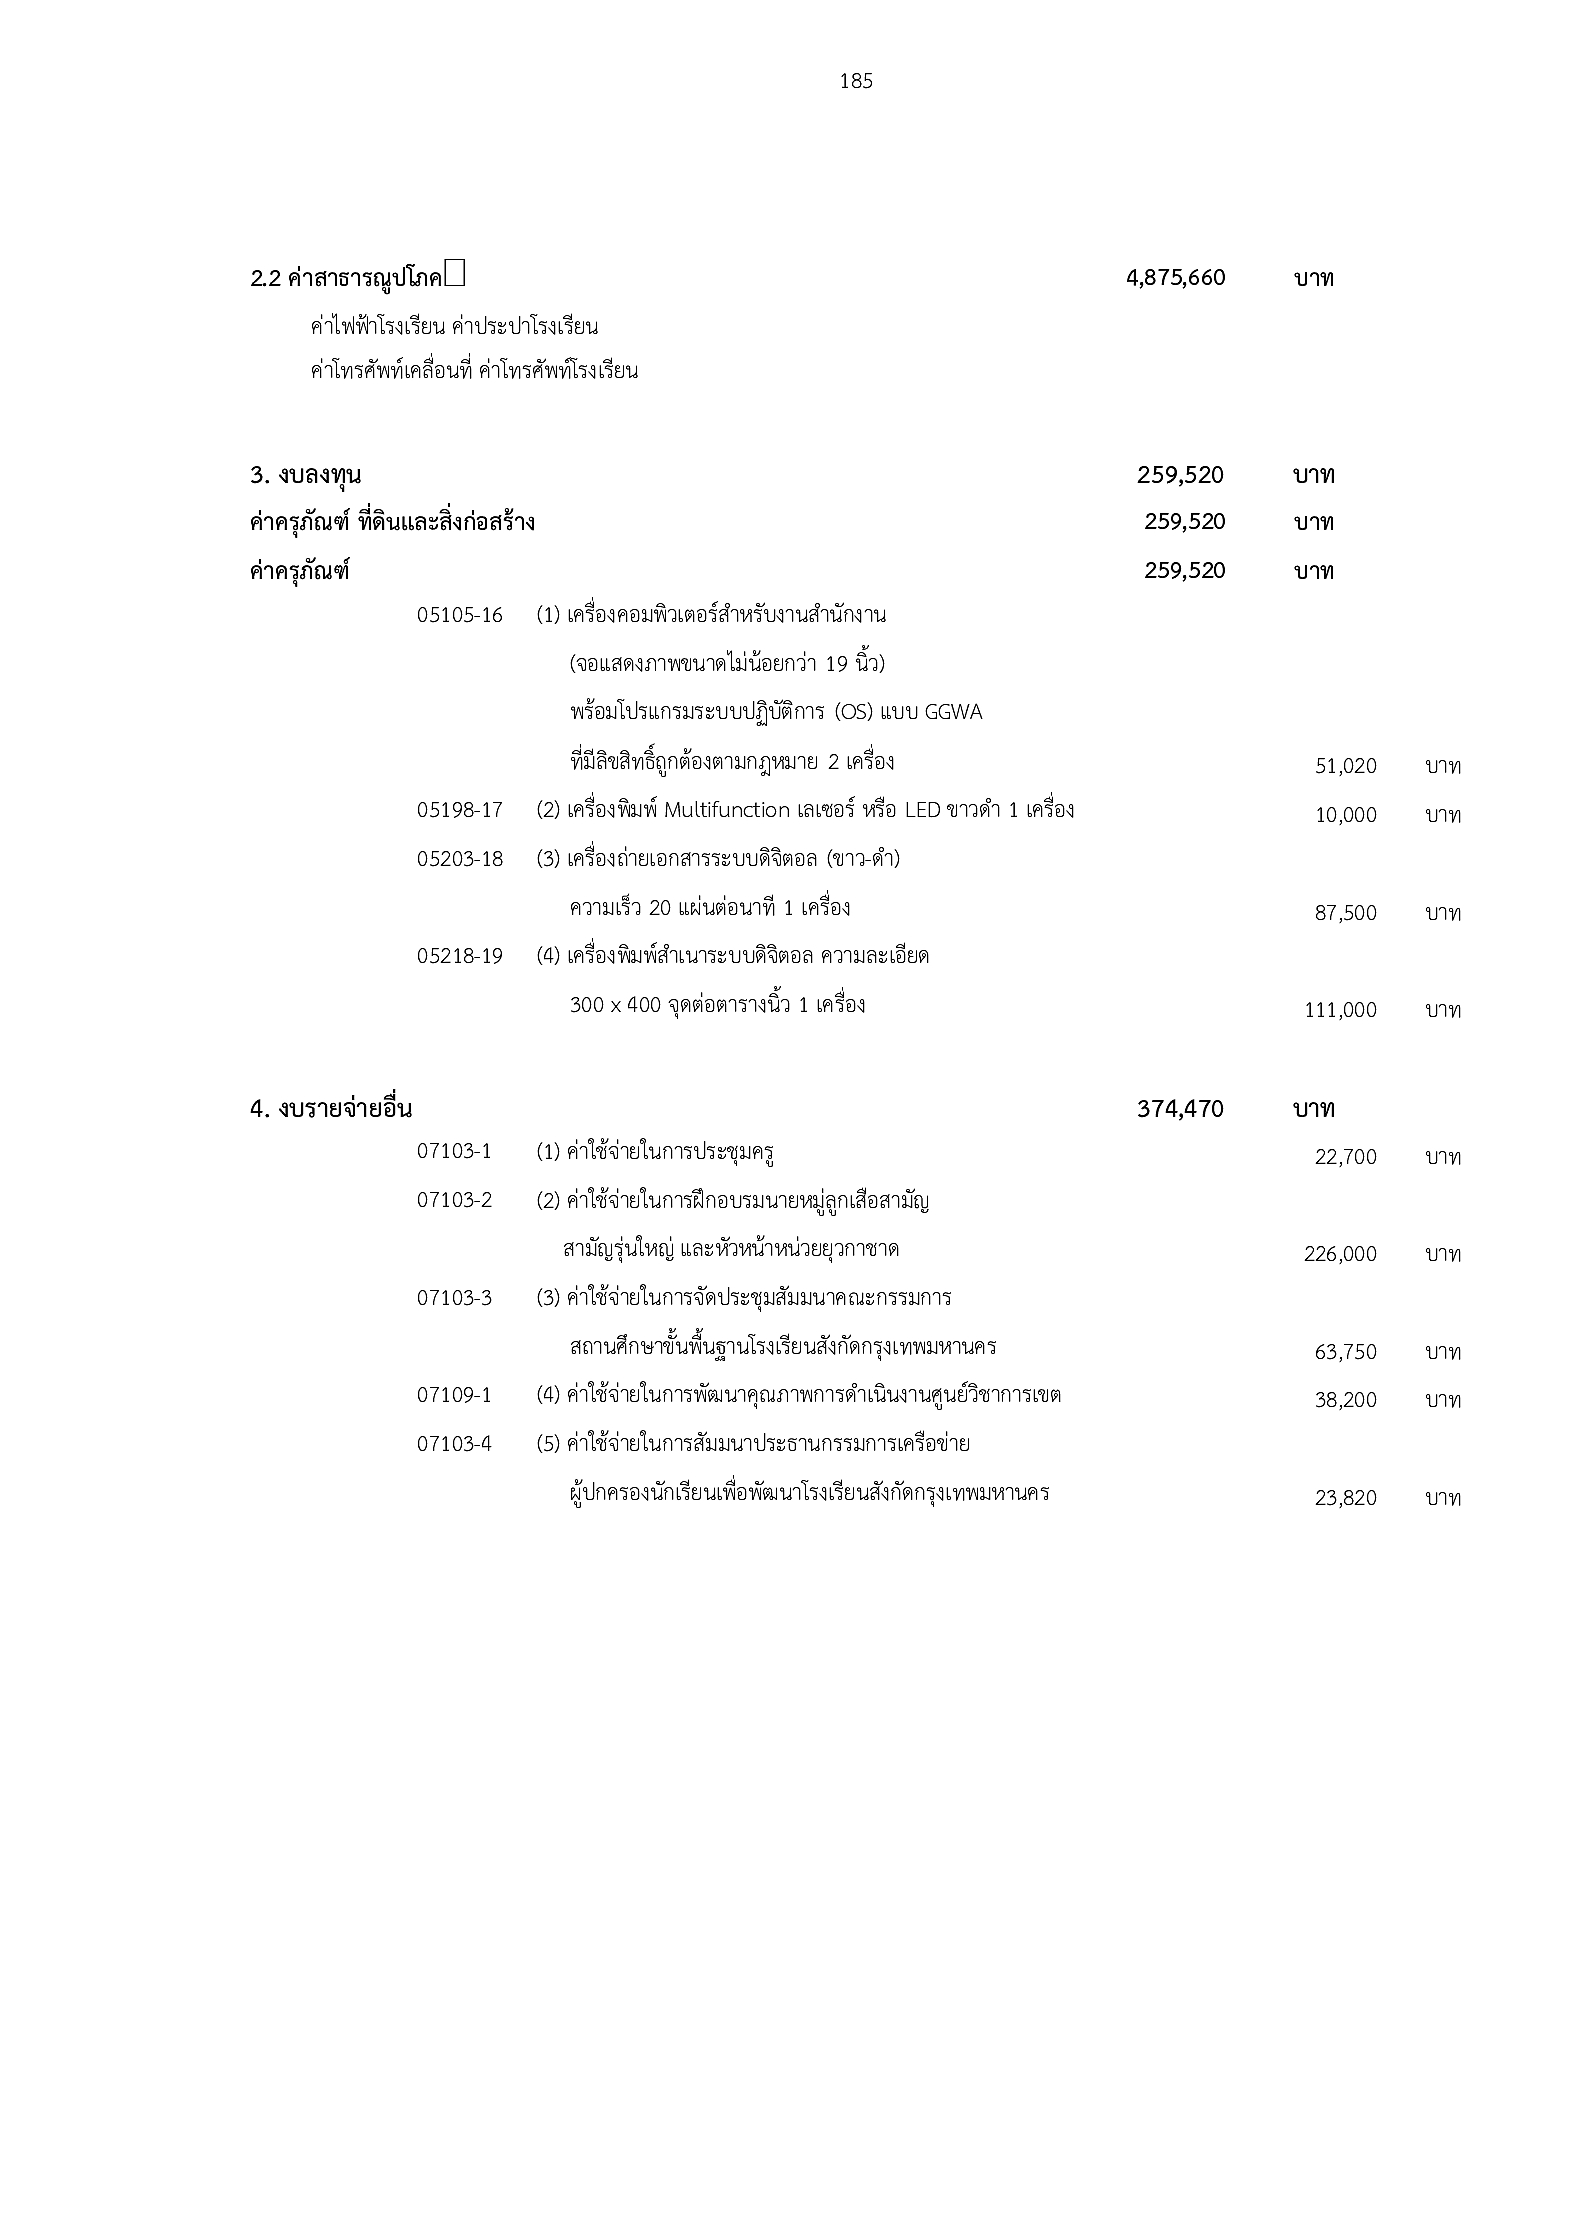 185
2.2 ค่าสาธารณูปโภค 4,875,660 บาท
ค่าไฟฟ้าโรงเรียน ค่าประปาโรงเรียน
ค่าโทรศัพท์เคลื่อนที่ ค่าโทรศัพท์โรงเรียน
3. งบลงทุน 259,520 บาท
ค่าครุภัณฑ์ ที่ดินและสิ่งก่อสร้าง 259,520 บาท
ค่าครุภัณฑ์ 259,520 บาท
05105-16 (1) เครื่องคอมพิวเตอร์สำหรับงานสำนักงาน
(จอแสดงภาพขนาดไม่น้อยกว่า 19 นิ้ว)
พร้อมโปรแกรมระบบปฏิบัติการ (OS) แบบ GGWA
ที่มีลิขสิทธิ์ถูกต้องตามกฎหมาย 2 เครื่อง 51,020 บาท
05198-17 (2) เครื่องพิมพ์ Multifunction เลเซอร์ หรือ LED ขาวดำ 1 เครื่อง 10,000 บาท
05203-18 (3) เครื่องถ่ายเอกสารระบบดิจิตอล (ขาว-ดำ)
ความเร็ว 20 แผ่นต่อนาที 1 เครื่อง 87,500 บาท
05218-19 (4) เครื่องพิมพ์สำเนาระบบดิจิตอล ความละเอียด
300 x 400 จุดต่อตารางนิ้ว 1 เครื่อง 111,000 บาท
4. งบรายจ่ายอื่น 374,470 บาท
07103-1 (1) ค่าใช้จ่ายในการประชุมครู 22,700 บาท
07103-2 (2) ค่าใช้จ่ายในการฝึกอบรมนายหมู่ลูกเสือสามัญ
สามัญรุ่นใหญ่ และหัวหน้าหน่วยยุวกาชาด 226,000 บาท
07103-3 (3) ค่าใช้จ่ายในการจัดประชุมสัมมนาคณะกรรมการ
สถานศึกษาขั้นพื้นฐานโรงเรียนสังกัดกรุงเทพมหานคร 63,750 บาท
07109-1 (4) ค่าใช้จ่ายในการพัฒนาคุณภาพการดำเนินงานศูนย์วิชาการเขต 38,200 บาท
07103-4 (5) ค่าใช้จ่ายในการสัมมนาประธานกรรมการเครือข่าย
ผู้ปกครองนักเรียนเพื่อพัฒนาโรงเรียนสังกัดกรุงเทพมหานคร 23,820 บาท